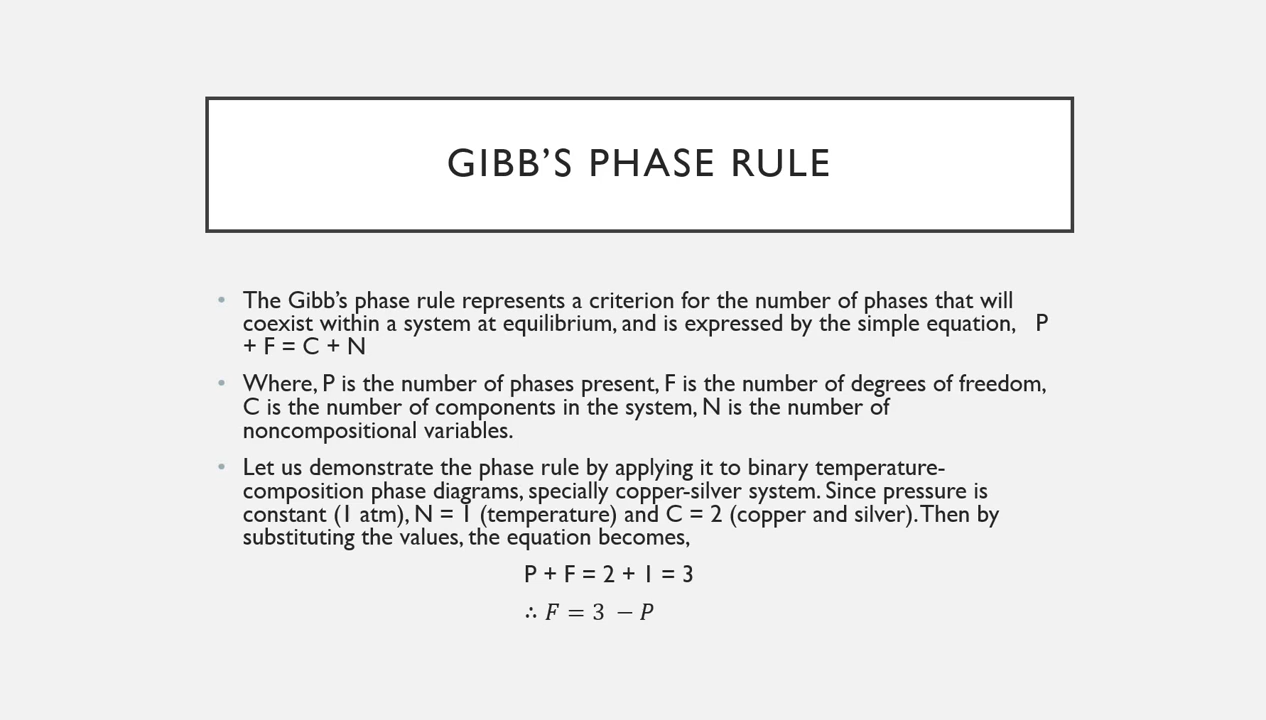 GIBB’S PHASE RULE
• The Gibb’s phase rule represents a criterion for the number of phases that will
coexist within a system at equilibrium, and is expressed by the simple equation, P
+ F = C + N
• Where, P is the number of phases present, F is the number of degrees of freedom,
C is the number of components in the system, N is the number of
noncompositional variables.
• Let us demonstrate the phase rule by applying it to binary temperature-
composition phase diagrams, specially copper-silver system. Since pressure is
constant (1 atm), N = 1 (temperature) and C = 2 (copper and silver). Then by
substituting the values, the equation becomes,
P + F = 2 + 1 = 3
∴ F = 3 − P